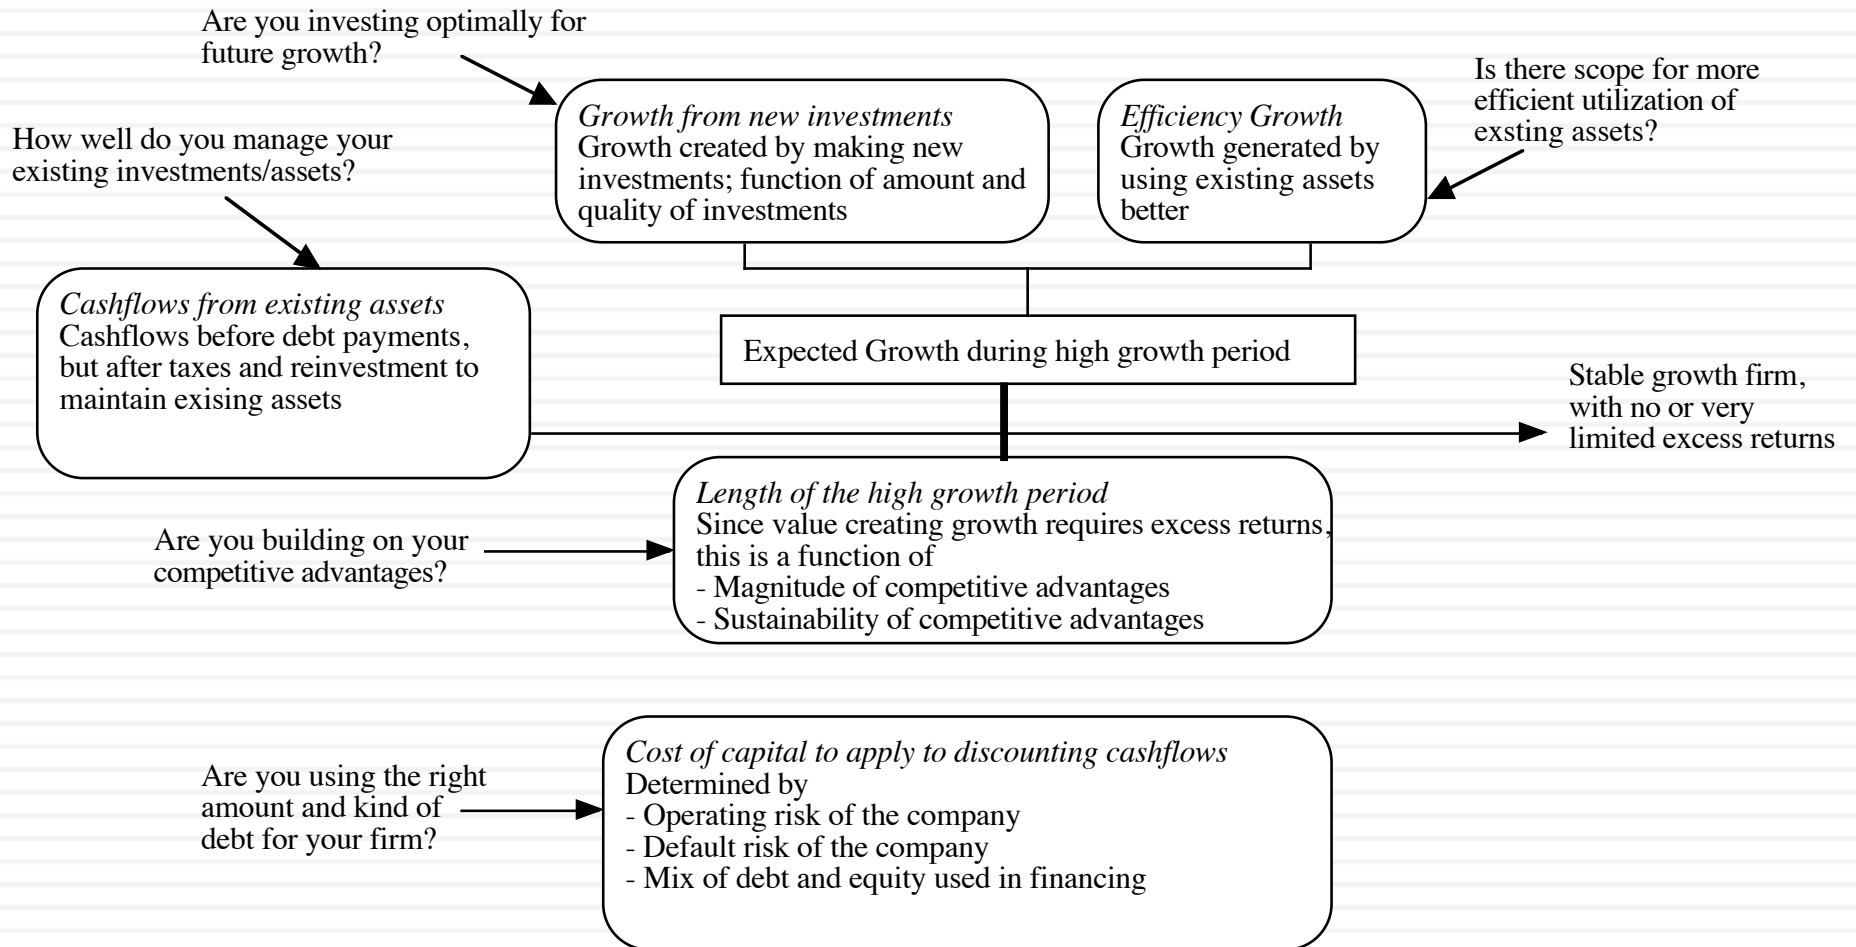 Are you investing optimally for
future growth?
Is there scope for more
efficient utilization of
exsting assets?
Growth from new investments
Growth created by making new
investments; function of amount and
quality of investments
Efficiency Growth
Growth generated by
using existing assets
better
How well do you manage your
existing investments/assets?
Cashflows from existing assets
Cashflows before debt payments,
but after taxes and reinvestment to
maintain exising assets
Expected Growth during high growth period
Stable growth firm,
with no or very
limited excess returns
Length of the high growth period
Since value creating growth requires excess returns,
this is a function of
- Magnitude of competitive advantages
- Sustainability of competitive advantages
Are you building on your
competitive advantages?
Cost of capital to apply to discounting cashflows
Determined by
- Operating risk of the company
- Default risk of the company
- Mix of debt and equity used in financing
Are you using the right
amount and kind of
debt for your firm?